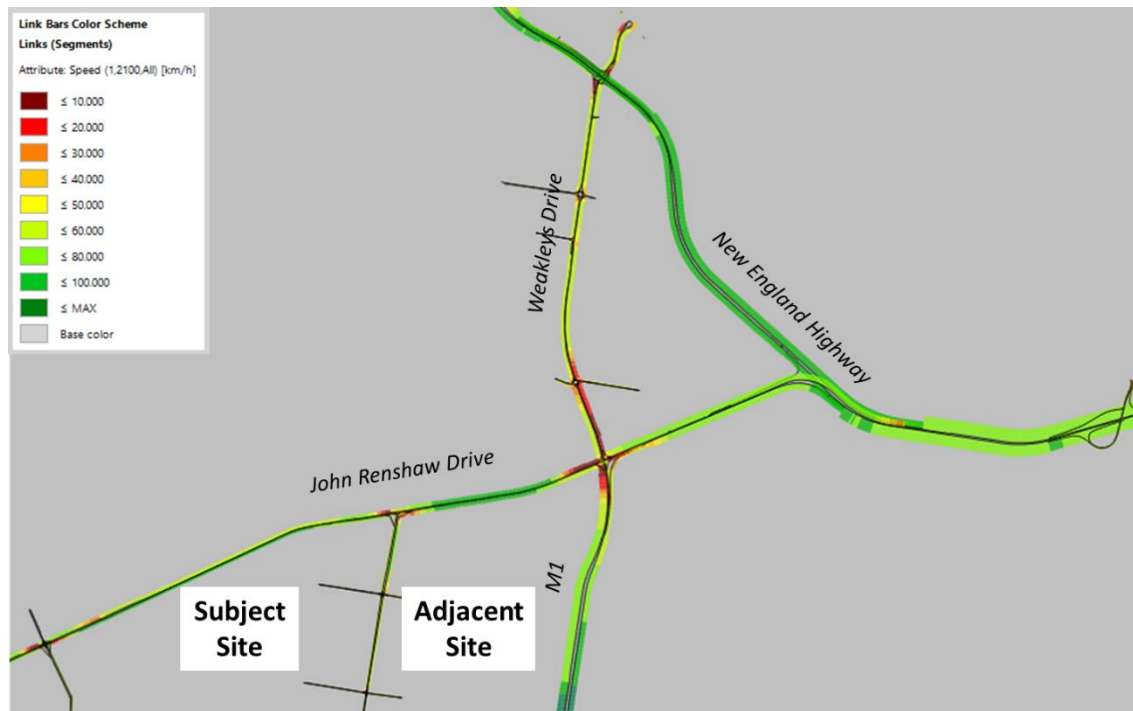 Link Bars Color Scheme
Links (Segments)
Attribute: Speed (1,2100,All) [km/h]
≤ 10.000
≤ 20.000
≤ 30.000
≤ 40.000
≤ 50.000
≤ 60.000
≤ 80.000
≤ 100.000
≤ MAX
Base color
Weakleys Drive
New England Highway
John Renshaw Drive
M1
Subject
Site
Adjacent
Site